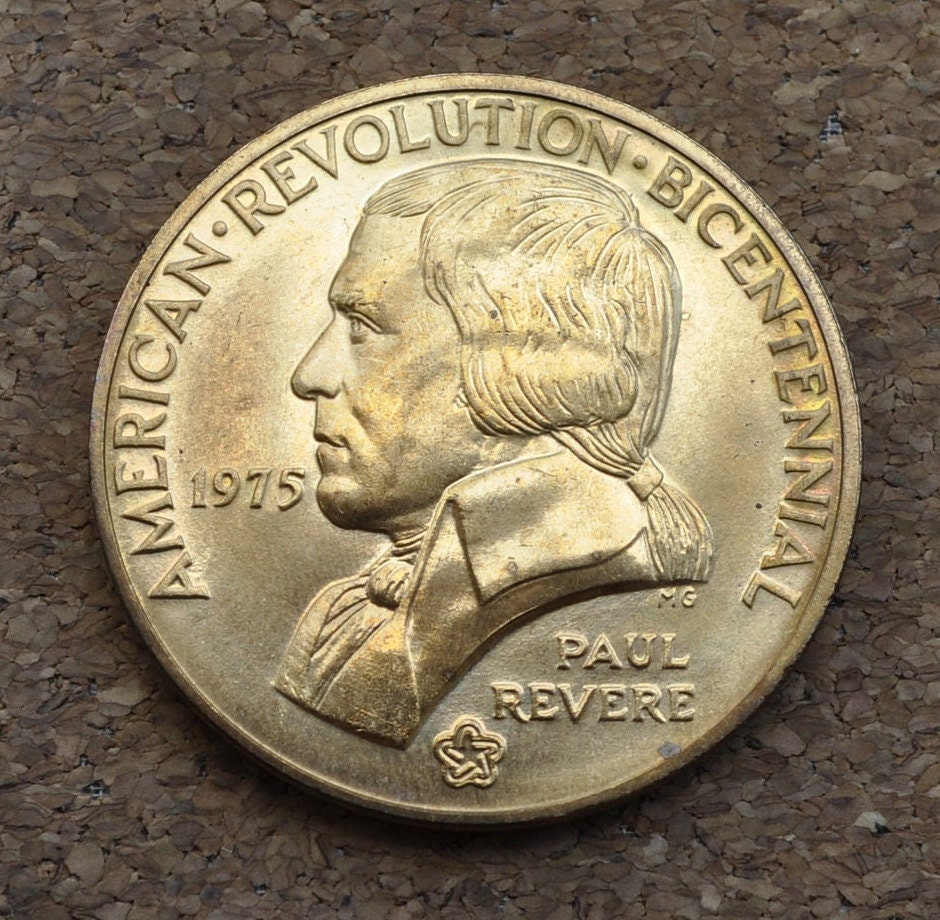 AMERICAN · REVOLUTION · BICENTENNIAL
1975
MG
PAUL
REVERE